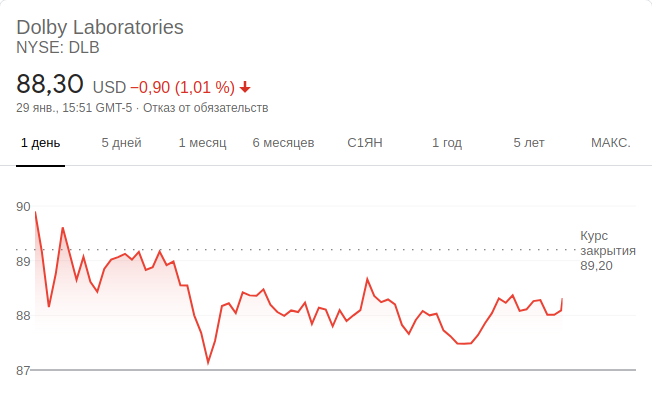 Dolby Laboratories
NYSE: DLB
88,30 USD −0,90 (1,01 %)
29 янв., 15:51 GMT-5 · Отказ от обязательств
1 день 5 дней 1 месяц 6 месяцев С1ЯН 1 год 5 лет МАКС.
90
Курс
закрытия
89
89,20
88
87